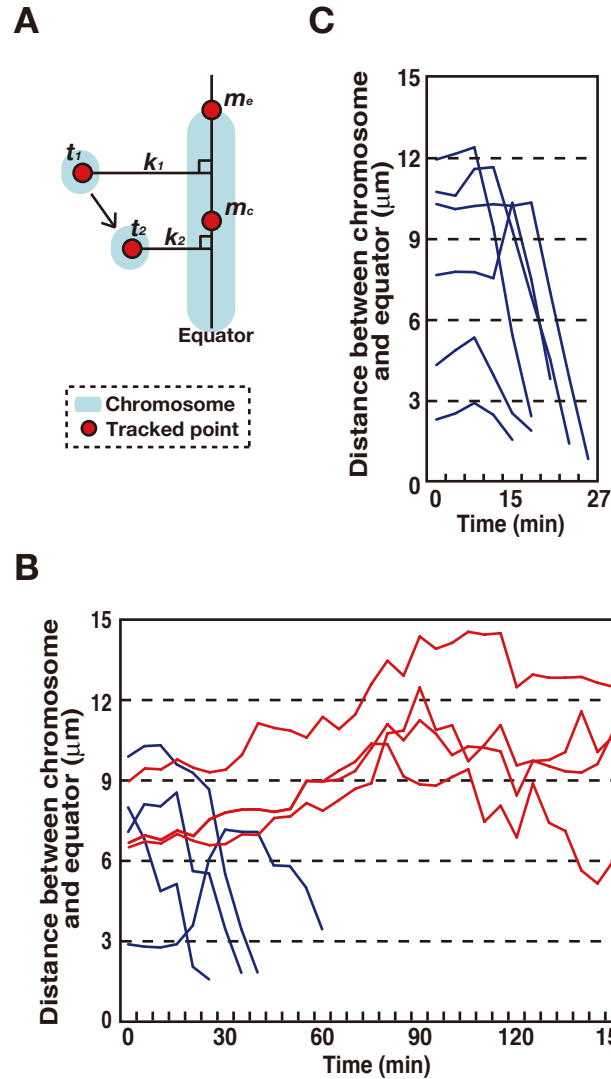 A
t1
k1
me
mc
t2
k2
Equator
Chromosome
Tracked point
C
Distance between chromosome
and equator (μm)
15
12
9
6
3
0
0 15 27
Time (min)
B
Distance between chromosome
and equator (μm)
15
12
9
6
3
0
0 30 60 90 120
Time (min)